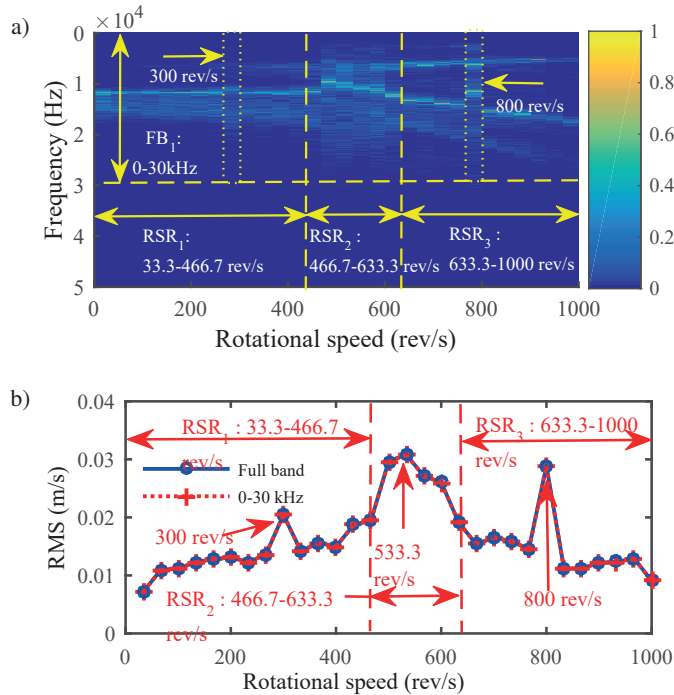 a)
× 10⁴
0
1
2
3
4
5
Frequency (Hz)
300 rev/s
800 rev/s
FB₁:
0-30kHz
RSR₁:
33.3-466.7 rev/s
RSR₂:
466.7-633.3 rev/s
RSR₃:
633.3-1000 rev/s
0 200 400 600 800 1000
Rotational speed (rev/s)
1
0.8
0.6
0.4
0.2
0
b)
0.04
0.03
0.02
0.01
0
RMS (m/s)
RSR₁ : 33.3-466.7
rev/s
RSR₃ : 633.3-1000
rev/s
Full band
0-30 kHz
300 rev/s
533.3
rev/s
RSR₂ : 466.7-633.3
rev/s
800 rev/s
0 200 400 600 800 1000
Rotational speed (rev/s)